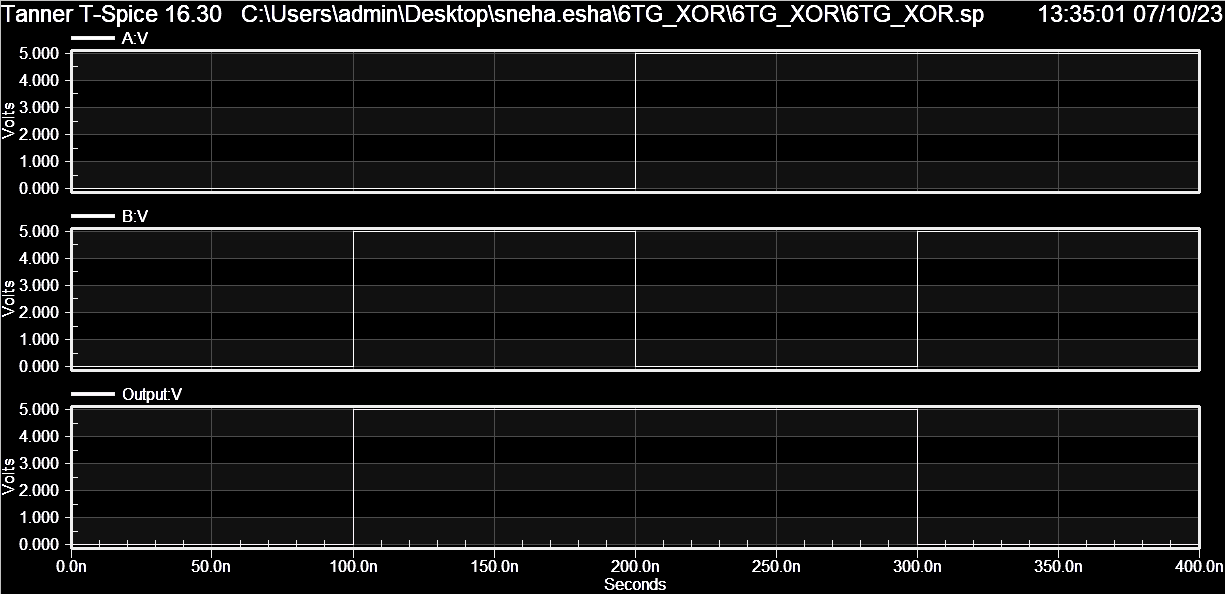 Tanner T-Spice 16.30 C:\Users\admin\Desktop\sneha.esha\6TG_XOR\6TG_XOR\6TG_XOR.sp 13:35:01 07/10/23
A:V
5.000
4.000
3.000
2.000
1.000
0.000
Volts
B:V
5.000
4.000
3.000
2.000
1.000
0.000
Volts
Output:V
5.000
4.000
3.000
2.000
1.000
0.000
Volts
0.0n 50.0n 100.0n 150.0n 200.0n 250.0n 300.0n 350.0n 400.0n
Seconds